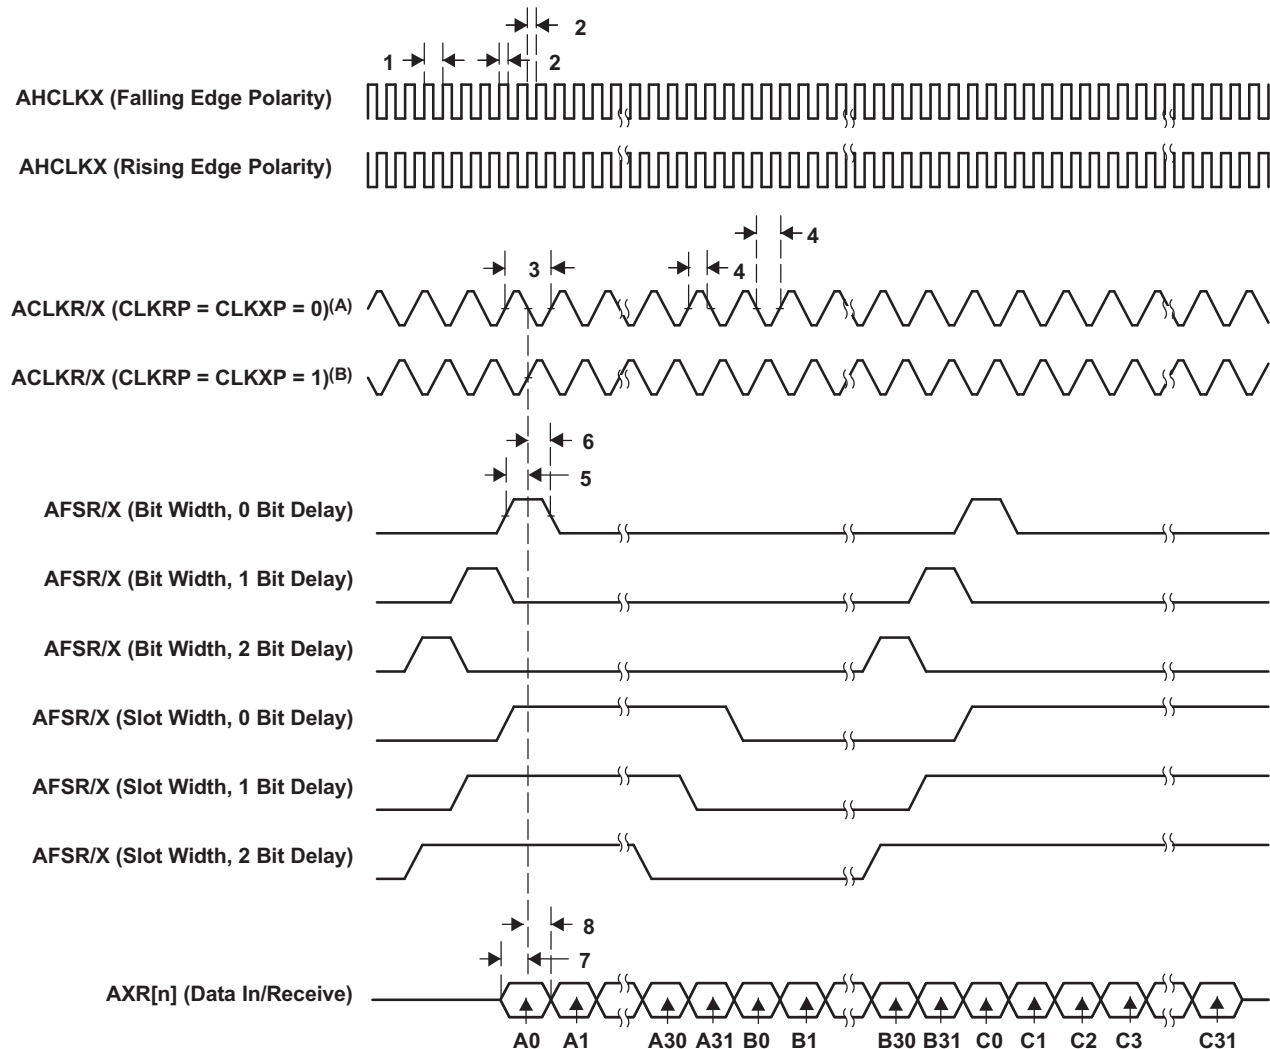 2
1
2
AHCLKX (Falling Edge Polarity)
AHCLKX (Rising Edge Polarity)
4
3
4
ACLKR/X (CLKRP = CLKXP = 0)(A)
ACLKR/X (CLKRP = CLKXP = 1)(B)
6
5
AFSR/X (Bit Width, 0 Bit Delay)
AFSR/X (Bit Width, 1 Bit Delay)
AFSR/X (Bit Width, 2 Bit Delay)
AFSR/X (Slot Width, 0 Bit Delay)
AFSR/X (Slot Width, 1 Bit Delay)
AFSR/X (Slot Width, 2 Bit Delay)
8
7
AXR[n] (Data In/Receive)
A0 A1 A30 A31 B0 B1 B30 B31 C0 C1 C2 C3 C31